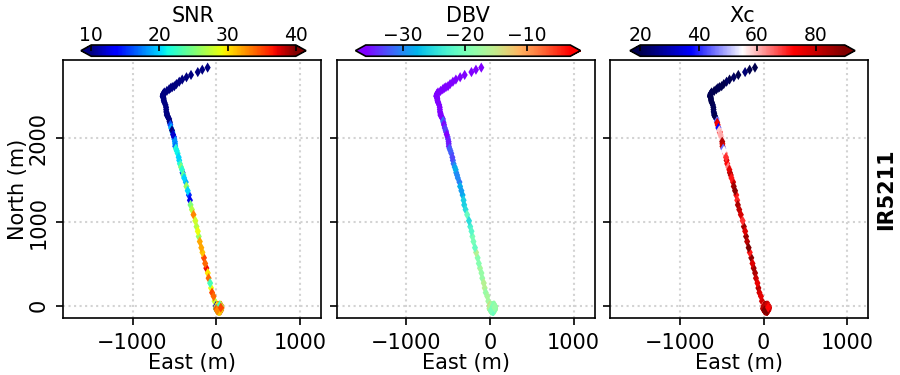 SNR DBV Xc
10 20 30 40 −30 −20 −10 20 40 60 80
North (m)
2000
1000
0
−1000 0 1000 −1000 0 1000 −1000 0 1000
East (m) East (m) East (m)
IR5211